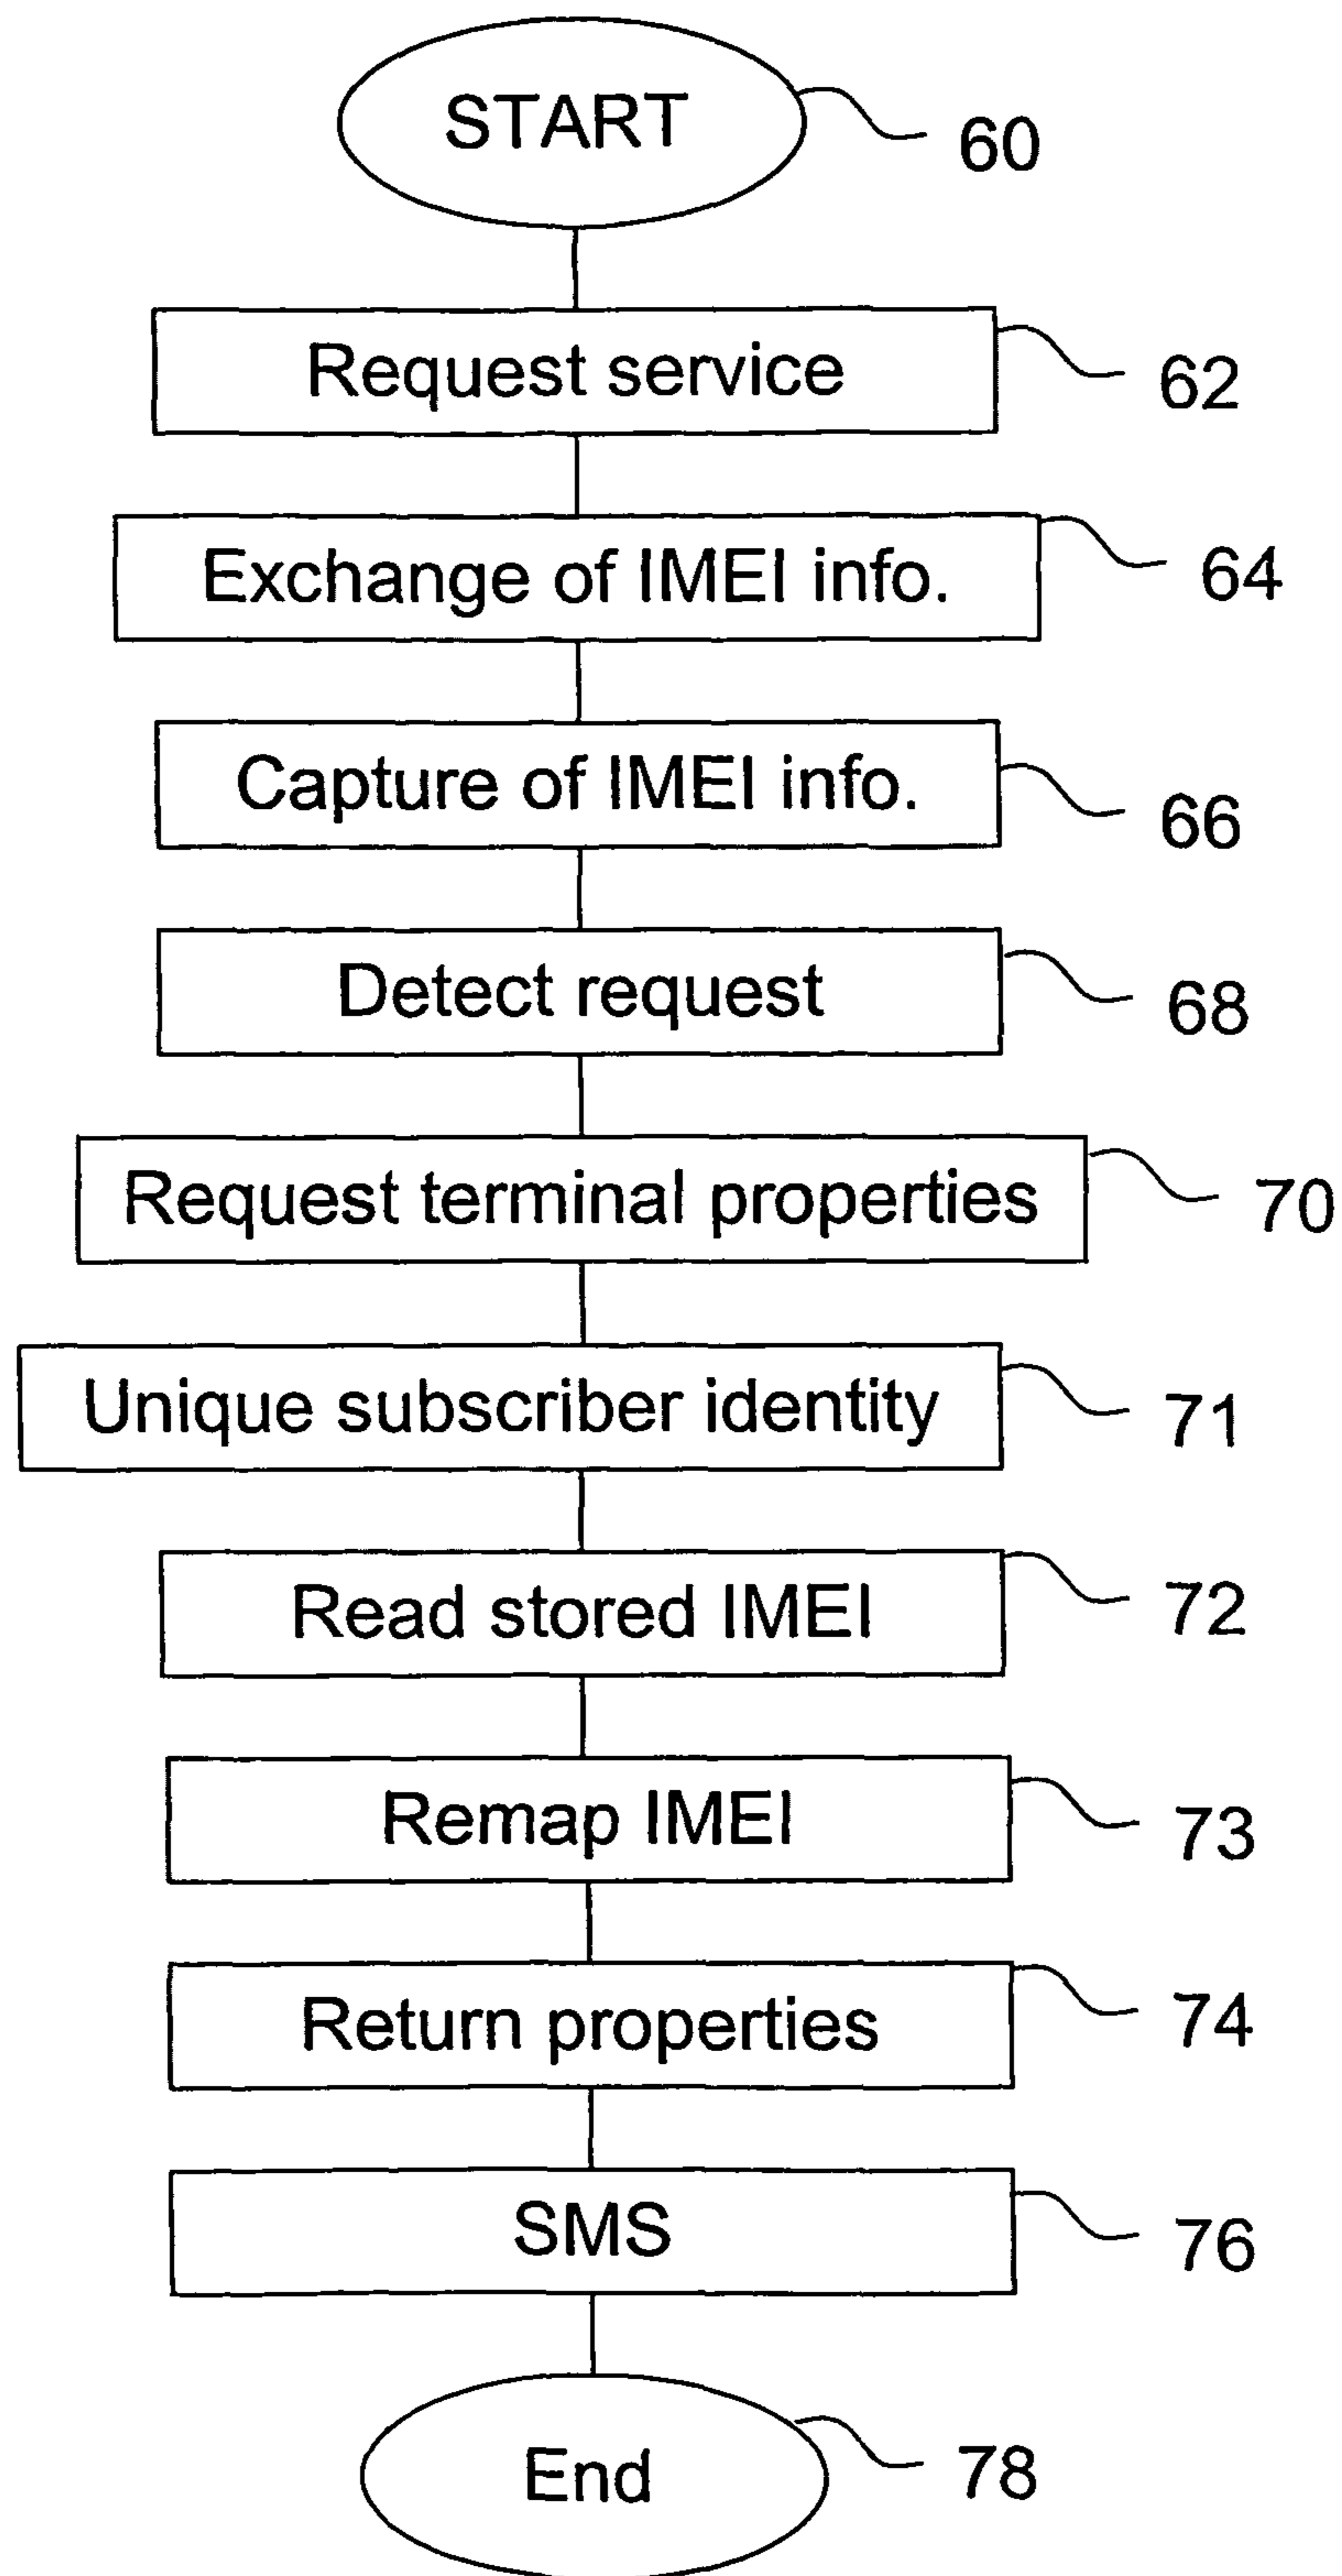 START
60
Request service
62
Exchange of IMEI info.
64
Capture of IMEI info.
66
Detect request
68
Request terminal properties
70
Unique subscriber identity
71
Read stored IMEI
72
Remap IMEI
73
Return properties
74
SMS
76
End
78